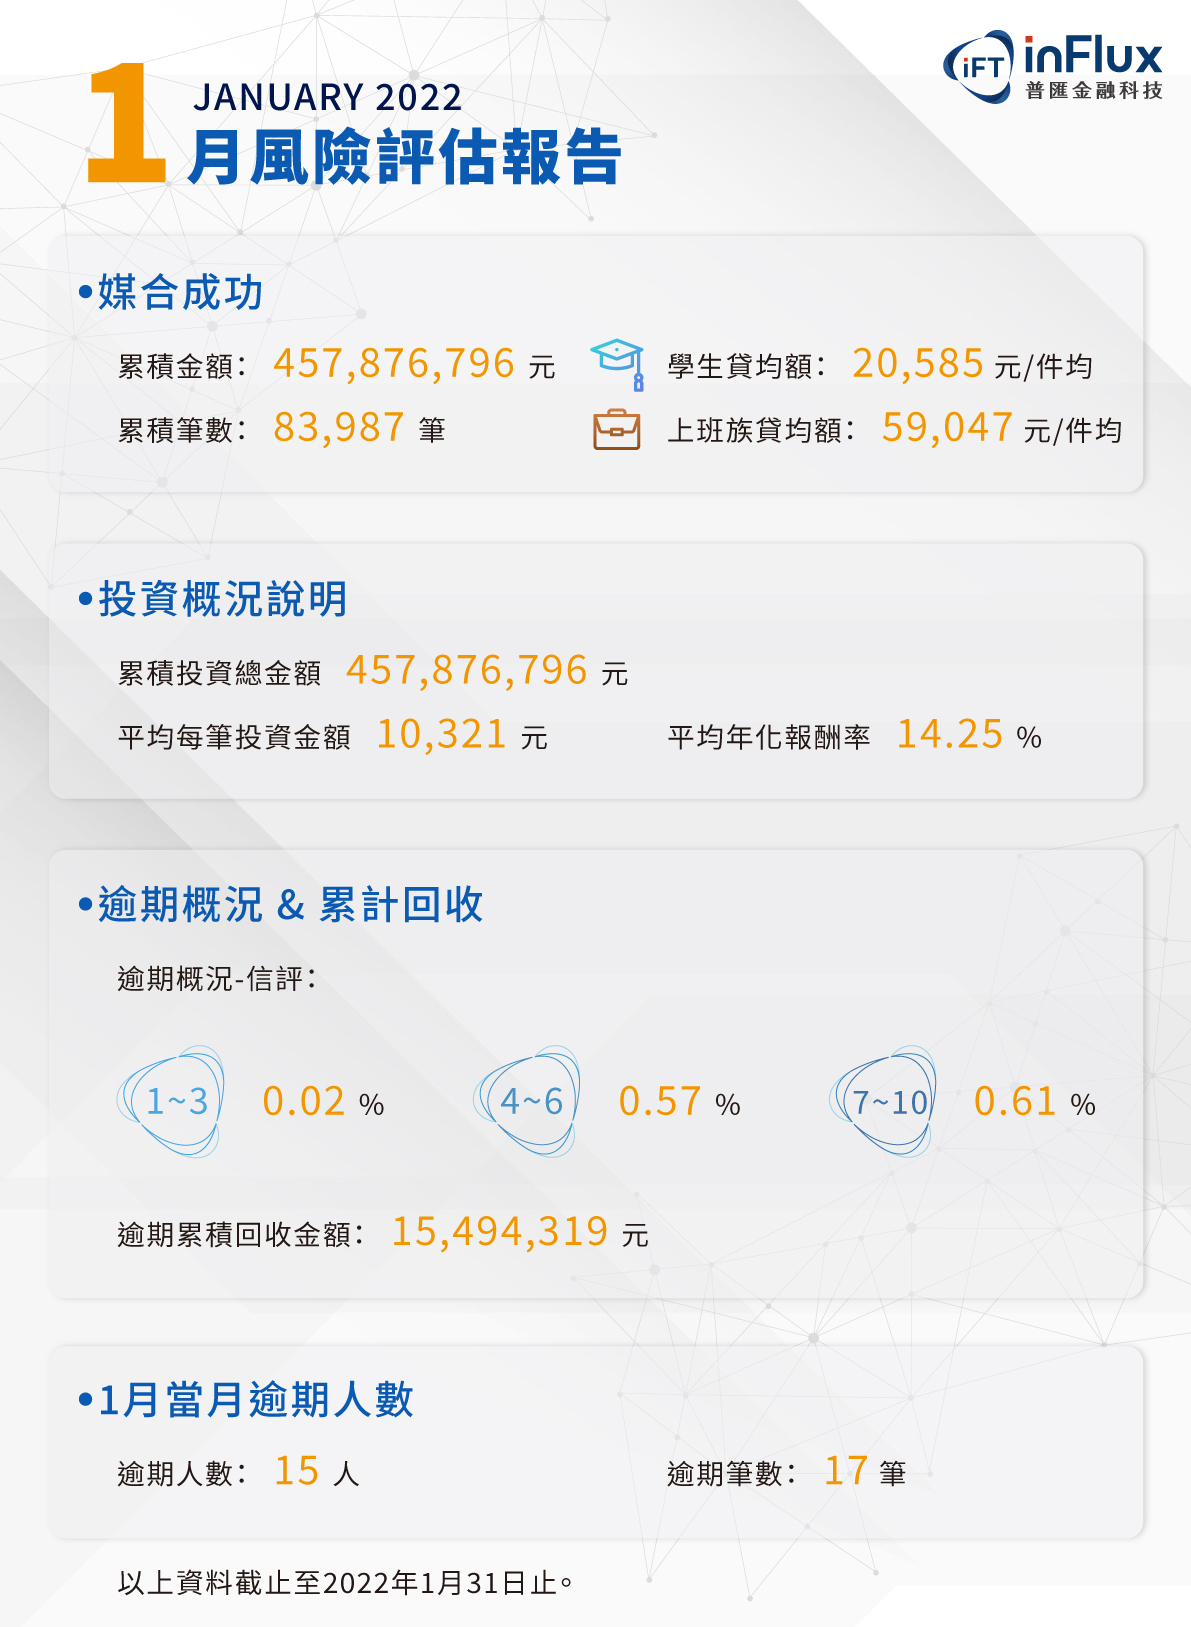 iFT inFlux
普匯金融科技
1
JANUARY 2022
月風險評估報告
•媒合成功
累積金額： 457,876,796 元
學生貸均額： 20,585 元/件均
累積筆數： 83,987 筆
上班族貸均額： 59,047 元/件均
•投資概況說明
累積投資總金額 457,876,796 元
平均每筆投資金額 10,321 元
平均年化報酬率 14.25 %
•逾期概況 & 累計回收
逾期概況-信評：
1~3 0.02 %
4~6 0.57 %
7~10 0.61 %
逾期累積回收金額： 15,494,319 元
•1月當月逾期人數
逾期人數： 15 人
逾期筆數： 17 筆
以上資料截止至2022年1月31日止。